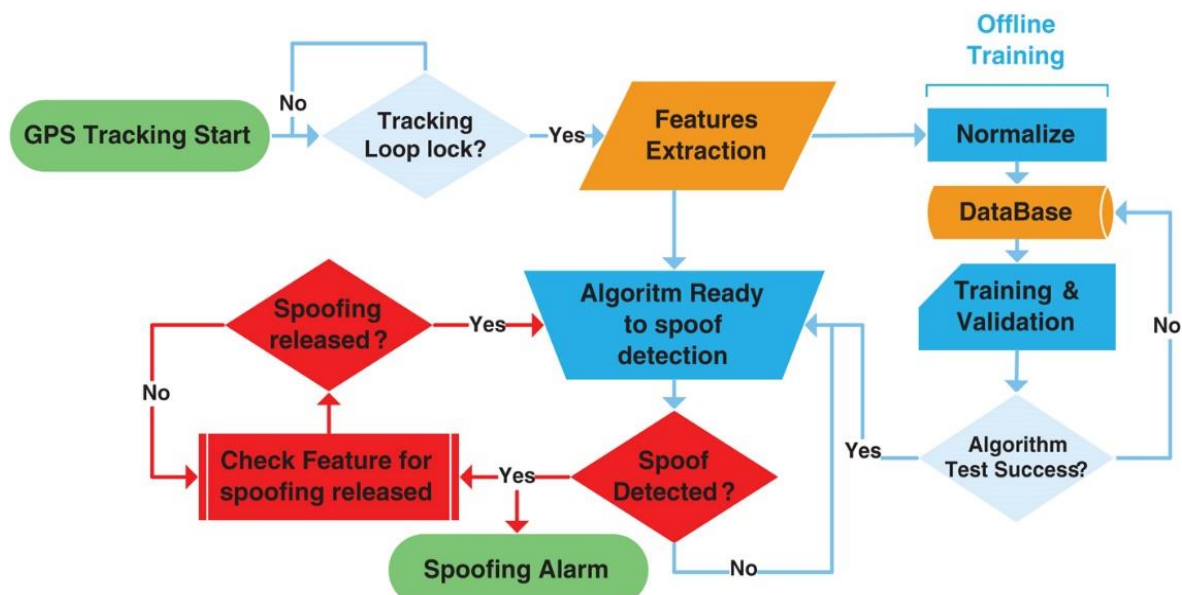 Offline
Training
No
GPS Tracking Start
Tracking
Loop lock?
Yes
Features
Extraction
Normalize
DataBase
Training &
Validation
No
Algorithm
Test Success?
Yes
Algoritm Ready
to spoof
detection
Spoofing
released?
Yes
No
Check Feature for
spoofing released
Yes
Spoof
Detected?
No
Spoofing Alarm